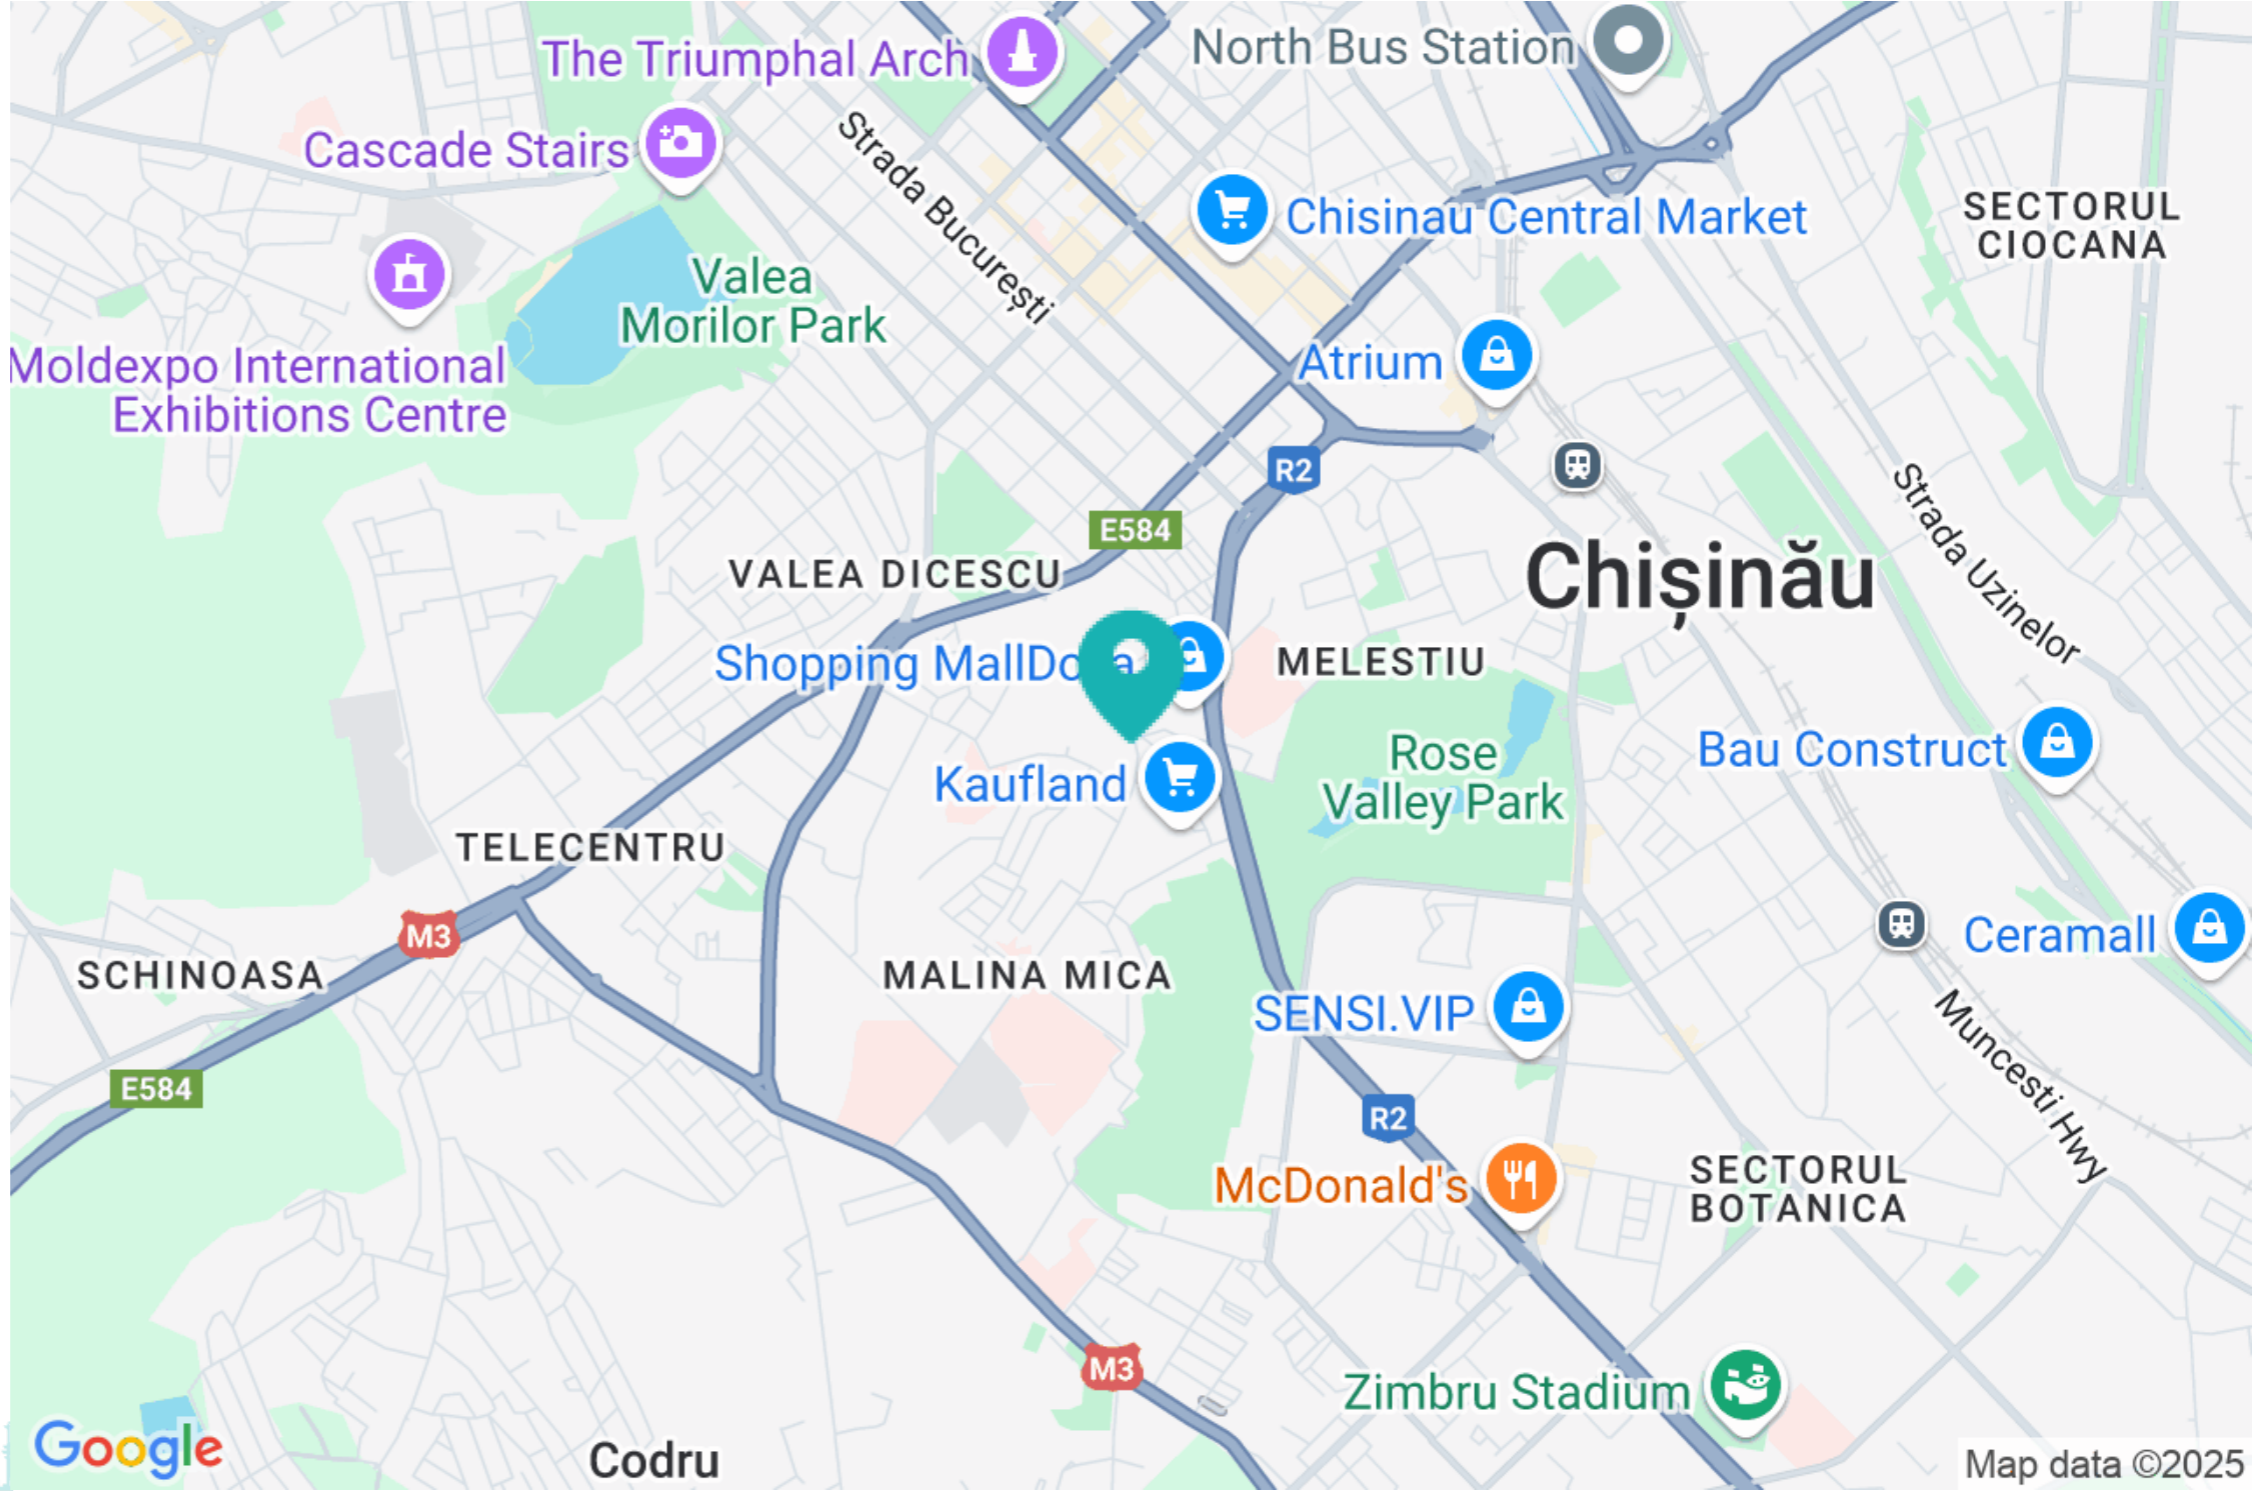 The Triumphal Arch
North Bus Station
Cascade Stairs
Strada București
Chisinau Central Market
SECTORUL
CIOCANA
Valea
Morilor Park
Moldexpo International
Exhibitions Centre
Atrium
R2
Strada Uzinelor
E584
VALEA DICESCU
Chișinău
Shopping MallDo
MELESTIU
Rose
Valley Park
Bau Construct
Kaufland
TELECENTRU
M3
Ceramall
SCHINOASA
MALINA MICA
SENSI.VIP
Muncesti Hwy
E584
R2
McDonald's
SECTORUL
BOTANICA
M3
Zimbru Stadium
Google
Codru
Map data ©2025